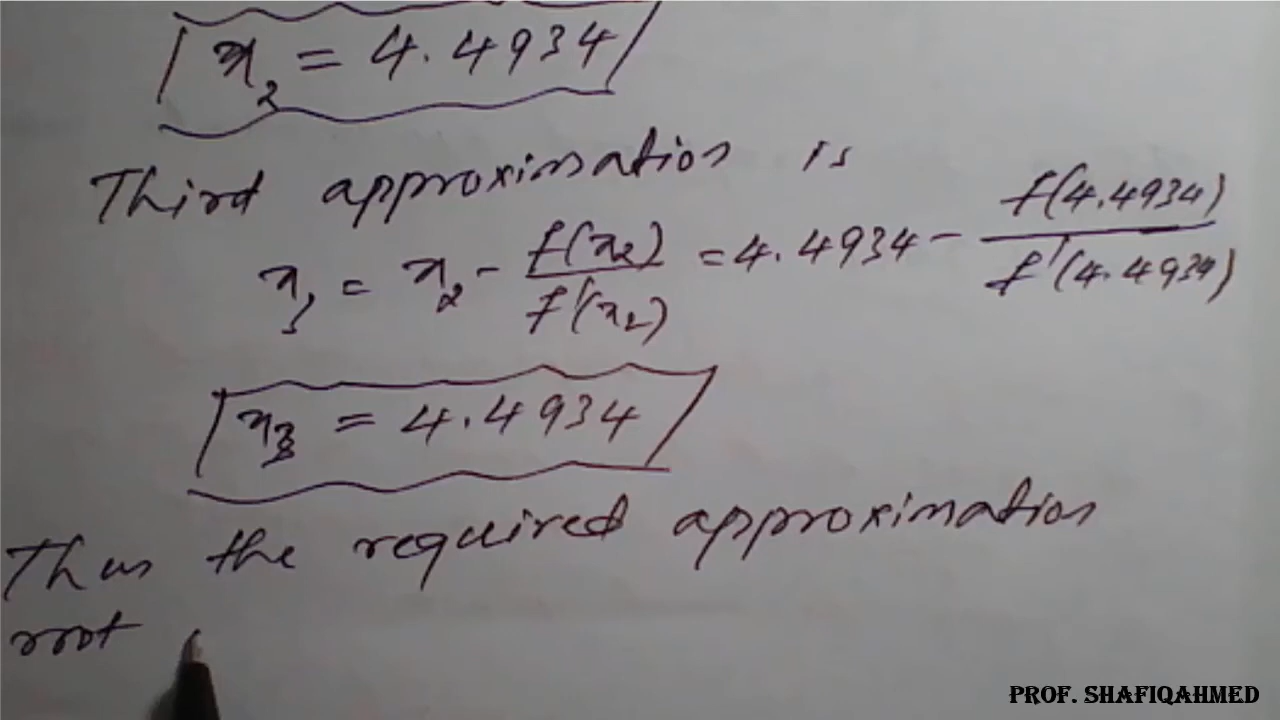 x₂ = 4.4934
Third approximation is
x₃ = x₂ - f(x₂)/f'(x₂) = 4.4934 - f(4.4934)/f'(4.4934)
x₃ = 4.4934
Thus the required approximation
root
PROF. SHAFIQAHMED